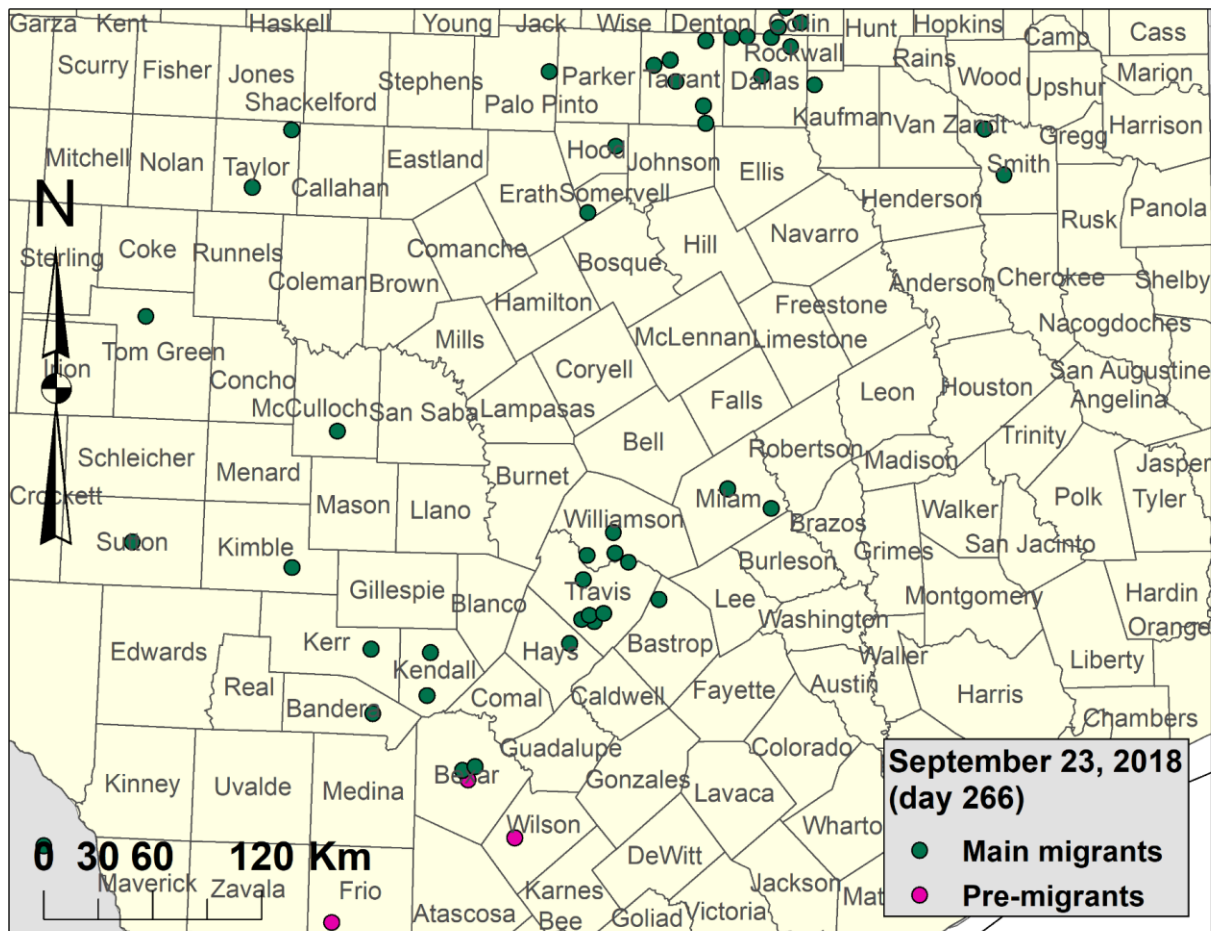 Garza Kent Haskell Young Jack Wise Denton Collin Hunt Hopkins Camp Cass
Scurry Fisher Jones Stephens Parker Tarrant Dallas Rockwall Rains Wood Upshur Marion
Shackelford Palo Pinto Kaufman Van Zandt Gregg Harrison
Mitchell Nolan Taylor Callahan Eastland Hood Johnson Ellis Smith
N Erath Somervell Henderson Rusk Panola
Sterling Coke Runnels Coleman Brown Comanche Bosque Hill Navarro Anderson Cherokee Shelby
Hamilton Freestone Nacogdoches
Irion Tom Green Mills McLennan Limestone
Concho Coryell Leon Houston San Augustine
McCulloch San Saba Lampasas Falls Angelina
Schleicher Menard Bell Robertson Madison Trinity Jasper
Crockett Mason Llano Burnet Milam Walker Polk Tyler
Sutton Kimble Williamson Brazos Grimes San Jacinto
Gillespie Blanco Travis Lee Burleson Montgomery Hardin
Washington Orange
Edwards Kerr Kendall Hays Bastrop Waller Liberty
Real Bandera Comal Caldwell Fayette Austin Harris Chambers
Kinney Uvalde Medina Bexar Guadalupe Gonzales Lavaca Colorado
Wilson Wharto
0 30 60 120 Km
Maverick Zavala Frio Atascosa Karnes DeWitt Jackson Mat
Bee Goliad Victoria
September 23, 2018
(day 266)
Main migrants
Pre-migrants